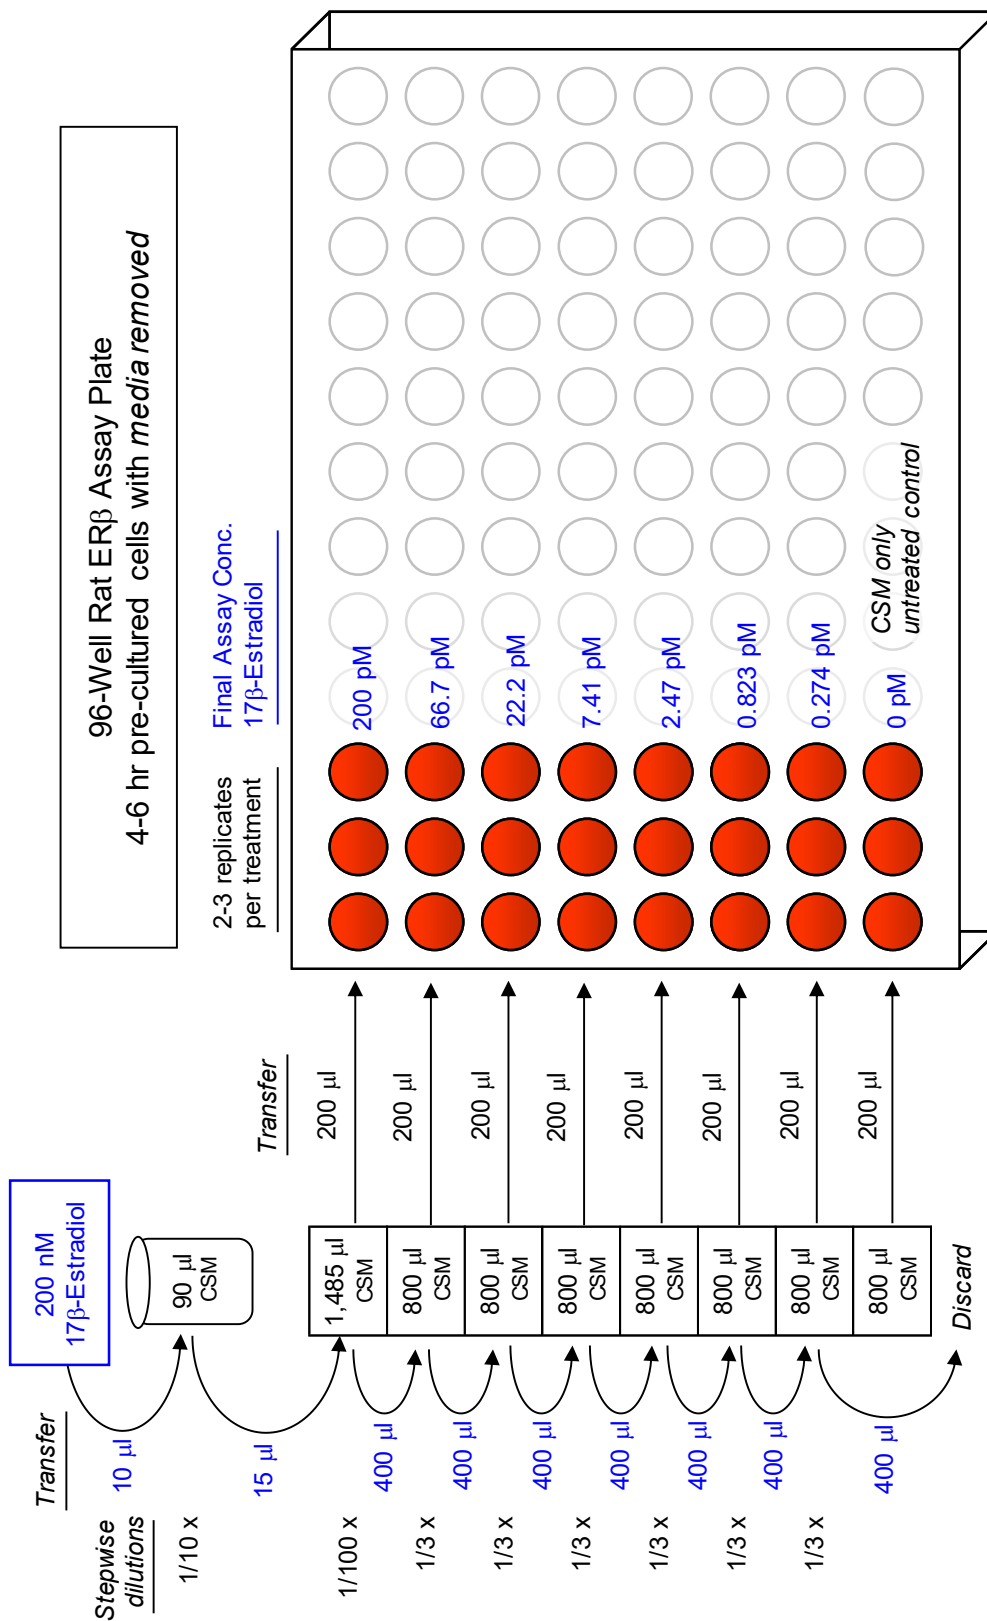 96-Well Rat ERβ Assay Plate
4-6 hr pre-cultured cells with media removed
Stepwise
dilutions
1/10 x
1/100 x
1/3 x
1/3 x
1/3 x
1/3 x
1/3 x
1/3 x
Transfer
10 µl
15 µl
400 µl
400 µl
400 µl
400 µl
400 µl
400 µl
400 µl
200 nM
17β-Estradiol
90 µl
CSM
1,485 µl
CSM
800 µl
CSM
800 µl
CSM
800 µl
CSM
800 µl
CSM
800 µl
CSM
800 µl
CSM
800 µl
CSM
Discard
Transfer
200 µl
200 µl
200 µl
200 µl
200 µl
200 µl
200 µl
200 µl
2-3 replicates
per treatment
Final Assay Conc.
17β-Estradiol
200 pM
66.7 pM
22.2 pM
7.41 pM
2.47 pM
0.823 pM
0.274 pM
0 pM
CSM only
untreated control